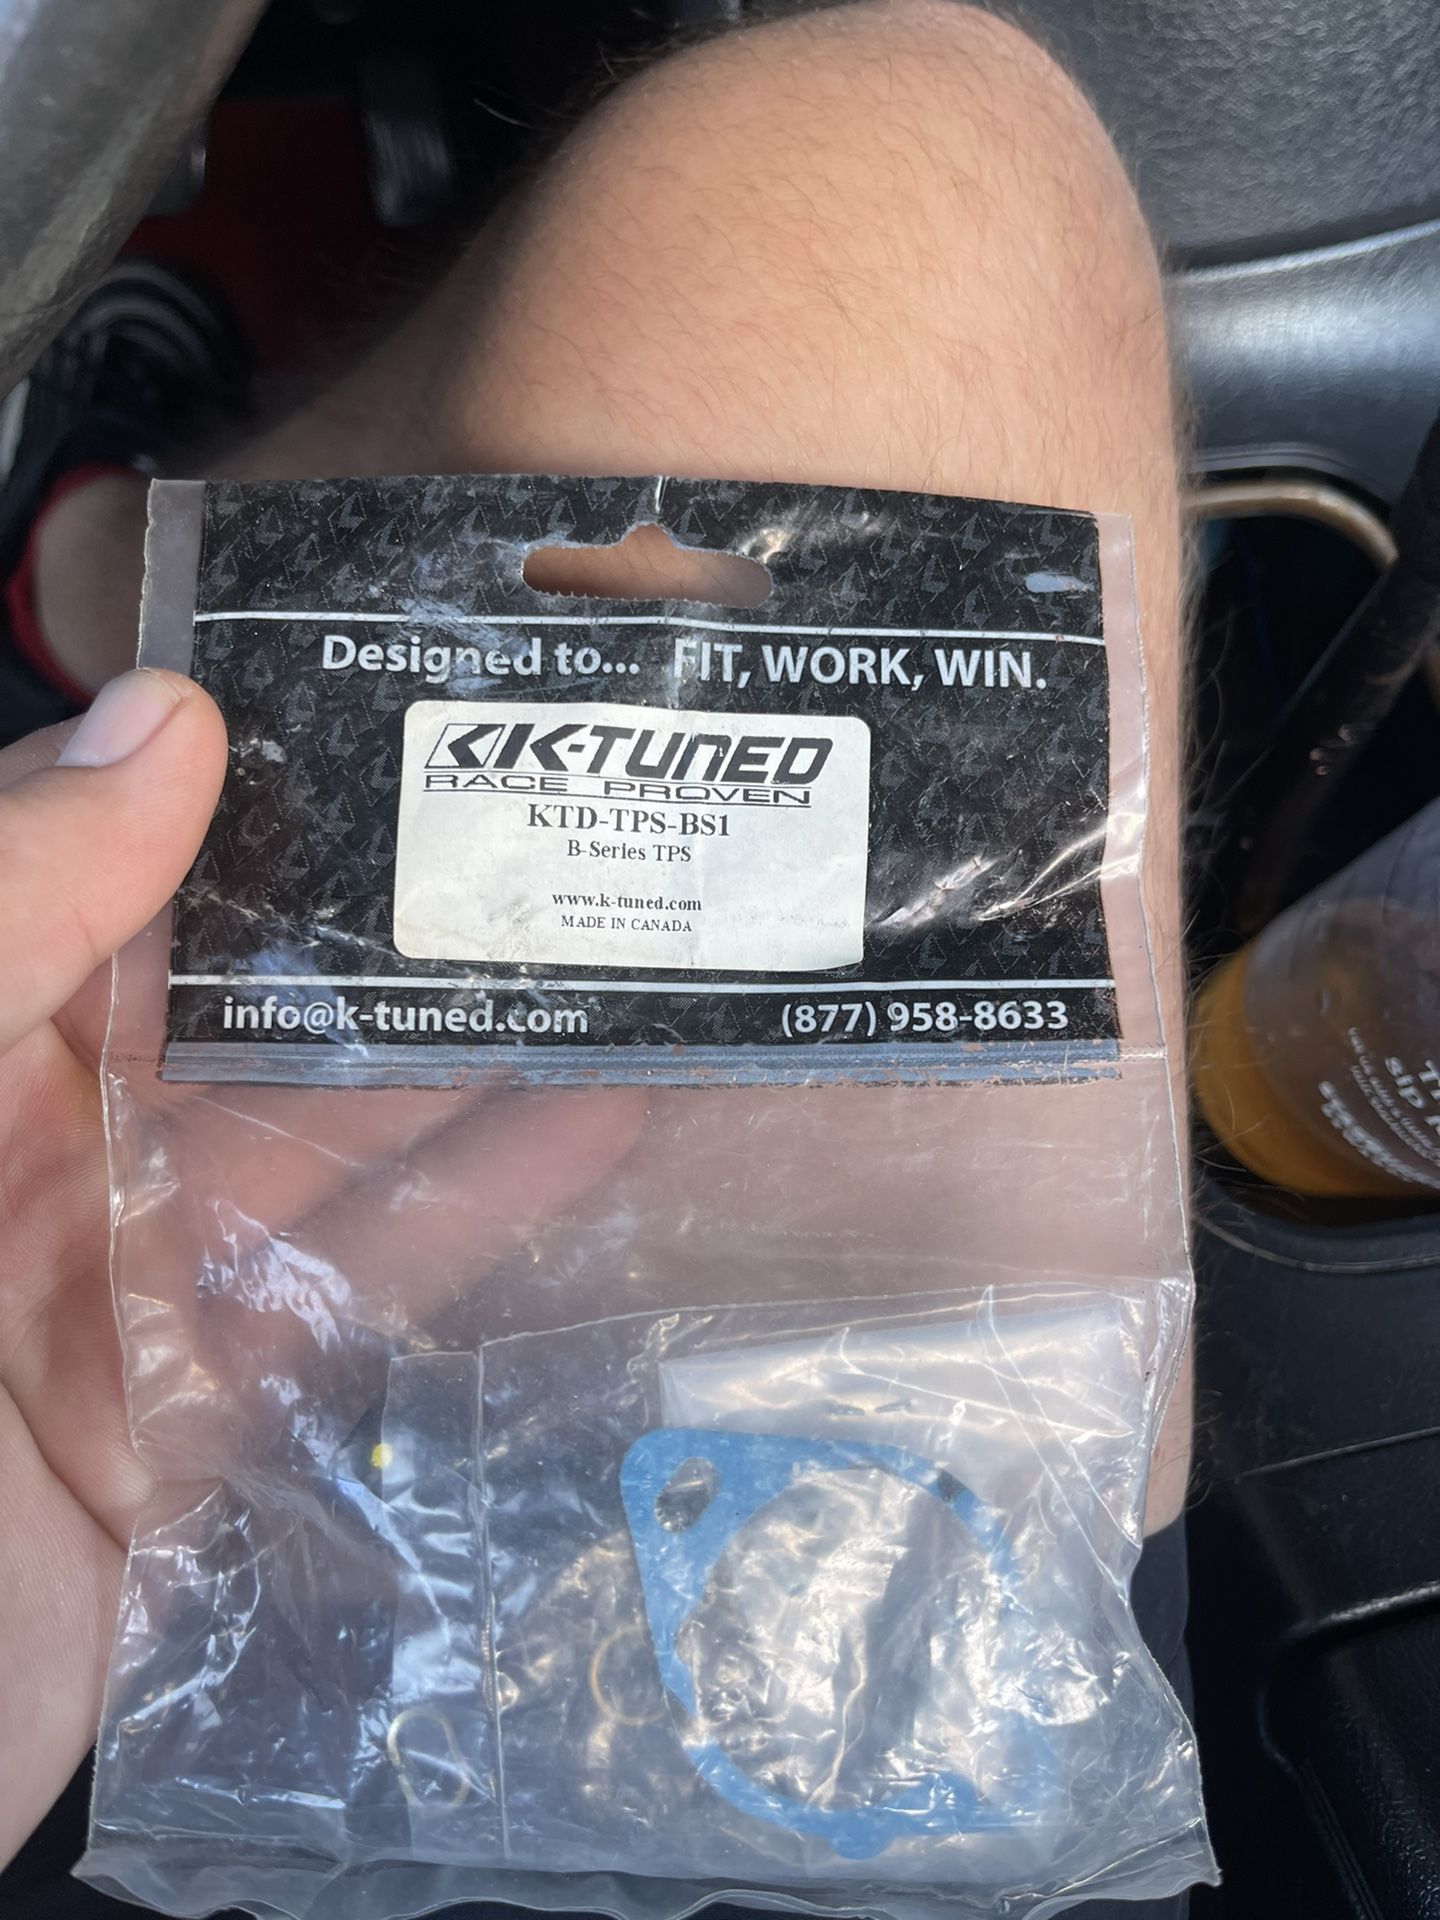 Designed to... FIT, WORK, WIN.
K-TUNED
RACE PROVEN
KTD-TPS-BS1
B-Series TPS
www.k-tuned.com
MADE IN CANADA
info@k-tuned.com (877) 958-8633